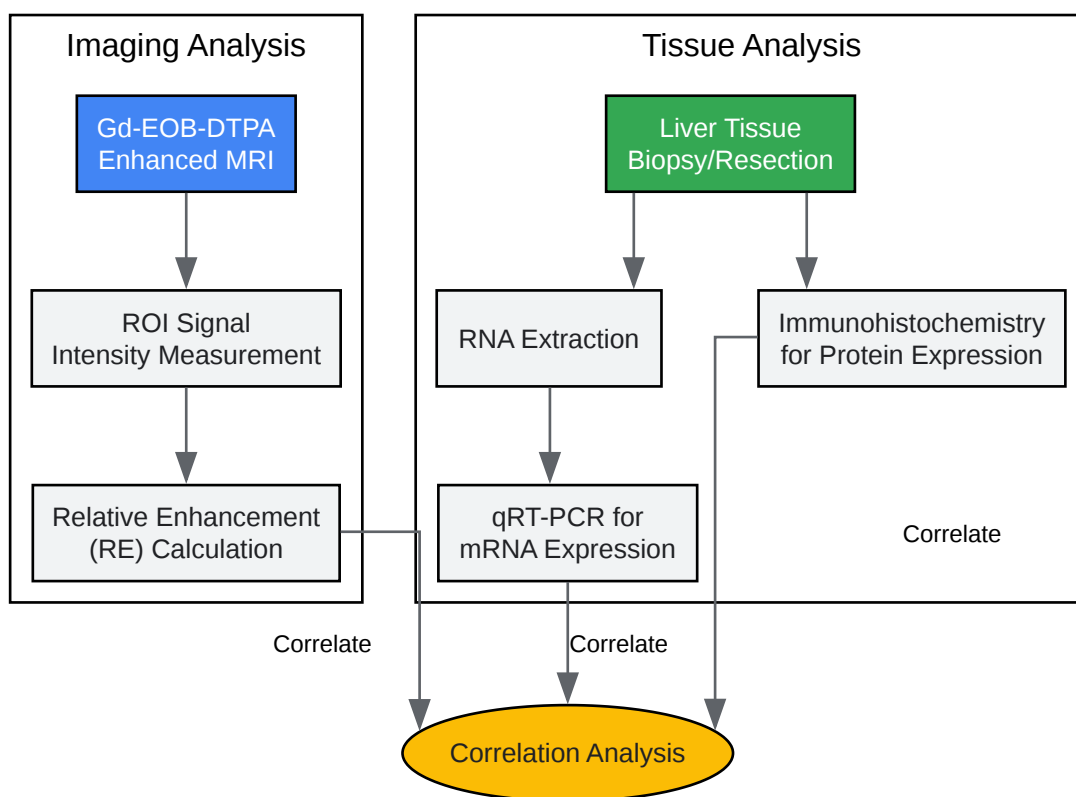 Imaging Analysis
Gd-EOB-DTPA
Enhanced MRI
ROI Signal
Intensity Measurement
Relative Enhancement
(RE) Calculation
Tissue Analysis
Liver Tissue
Biopsy/Resection
RNA Extraction
Immunohistochemistry
for Protein Expression
qRT-PCR for
mRNA Expression
Correlate
Correlate
Correlate
Correlation Analysis